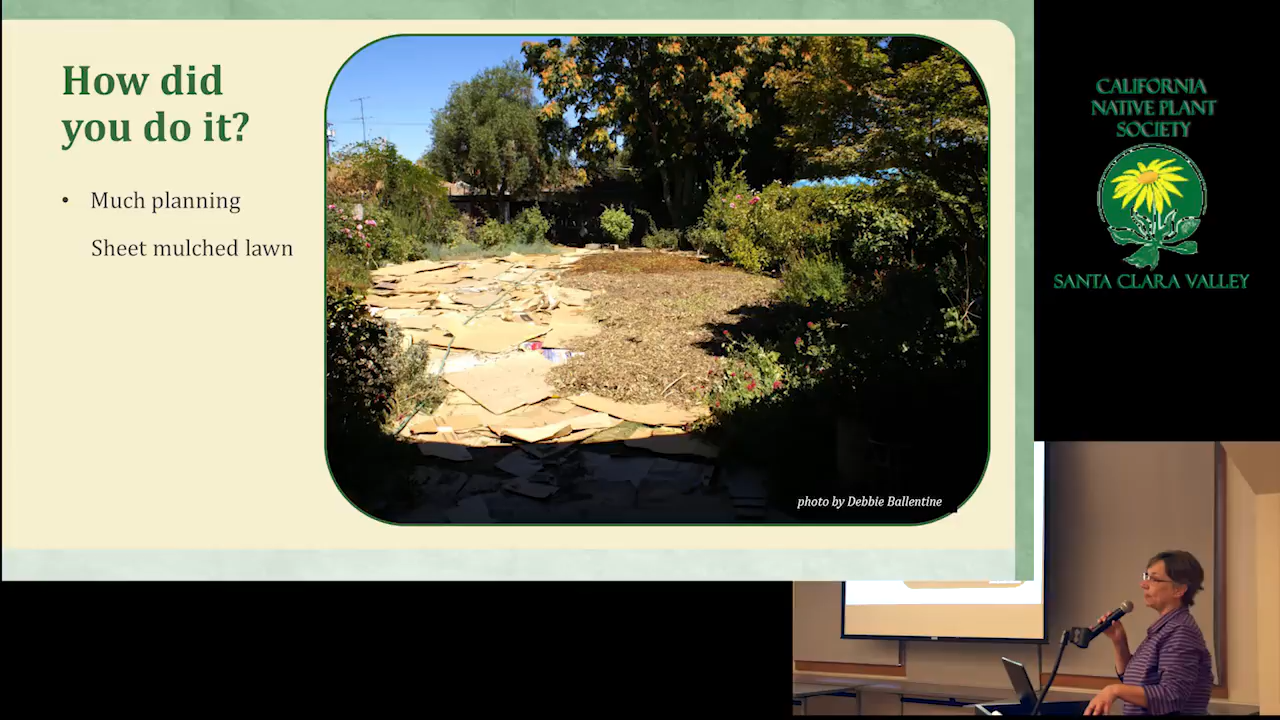 How did
you do it?
• Much planning
Sheet mulched lawn
photo by Debbie Ballentine
CALIFORNIA
NATIVE PLANT
SOCIETY
SANTA CLARA VALLEY